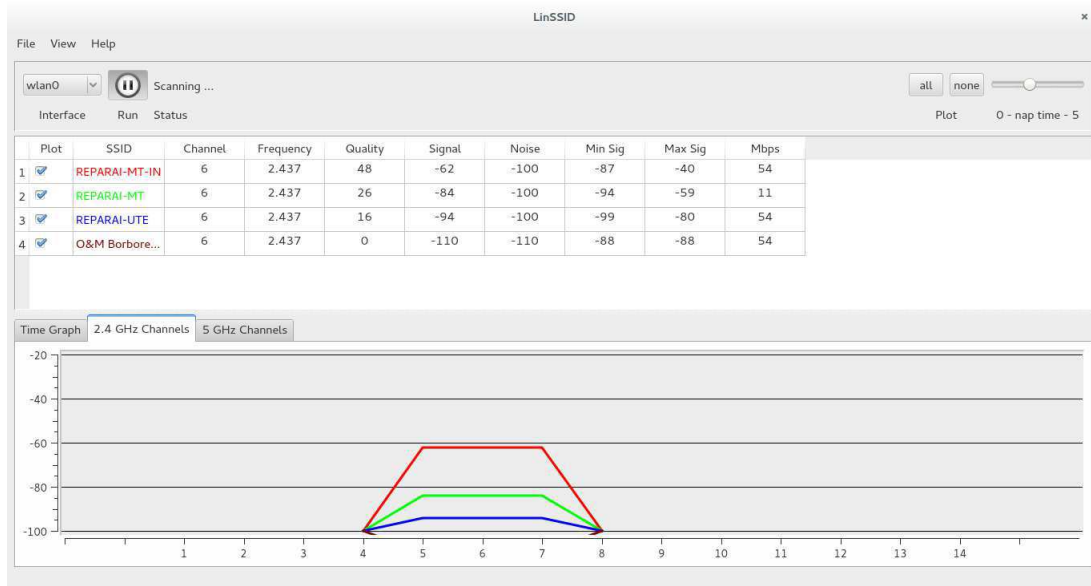 LinSSID
File View Help
wlan0 Scanning ... all none
Interface Run Status Plot 0 - nap time - 5
Plot SSID Channel Frequency Quality Signal Noise Min Sig Max Sig Mbps
1 REPARAI-MT-IN 6 2.437 48 -62 -100 -87 -40 54
2 REPARAI-MT 6 2.437 26 -84 -100 -94 -59 11
3 REPARAI-UTE 6 2.437 16 -94 -100 -99 -80 54
4 O&M Borbore... 6 2.437 0 -110 -110 -88 -88 54
Time Graph 2.4 GHz Channels 5 GHz Channels
-20
-40
-60
-80
-100
1 2 3 4 5 6 7 8 9 10 11 12 13 14